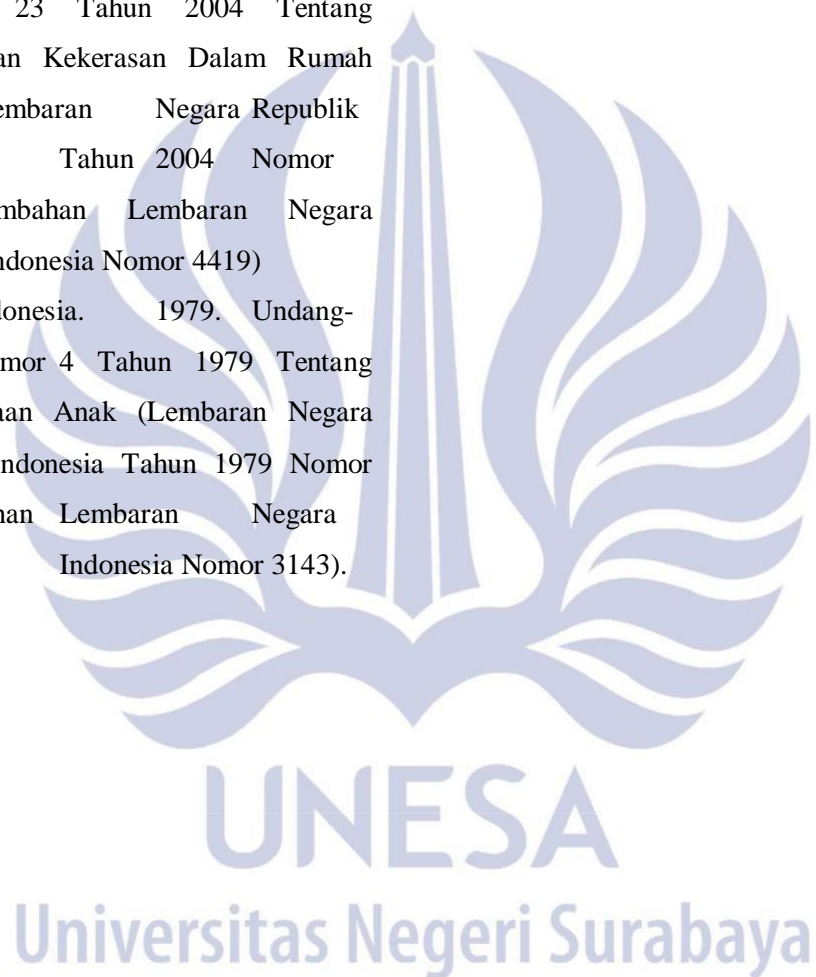 23 Tahun 2004 Tentang
an Kekerasan Dalam Rumah
embaran Negara Republik
Tahun 2004 Nomor
mbahan Lembaran Negara
ndonesia Nomor 4419)
donesia. 1979. Undang-
mor 4 Tahun 1979 Tentang
aan Anak (Lembaran Negara
ndonesia Tahun 1979 Nomor
han Lembaran Negara
Indonesia Nomor 3143).
UNESA
Universitas Negeri Surabaya